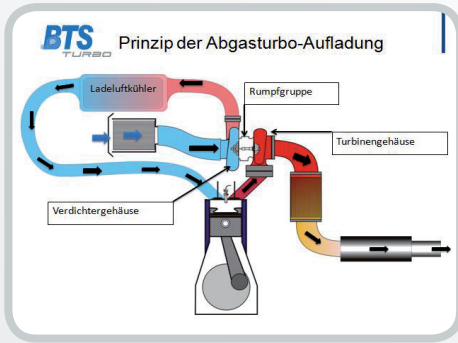 BTS
TURBO
Prinzip der Abgasturbo-Aufladung
Ladeluftkühler
Rumpfgruppe
Turbinengehäuse
Verdichtergehäuse